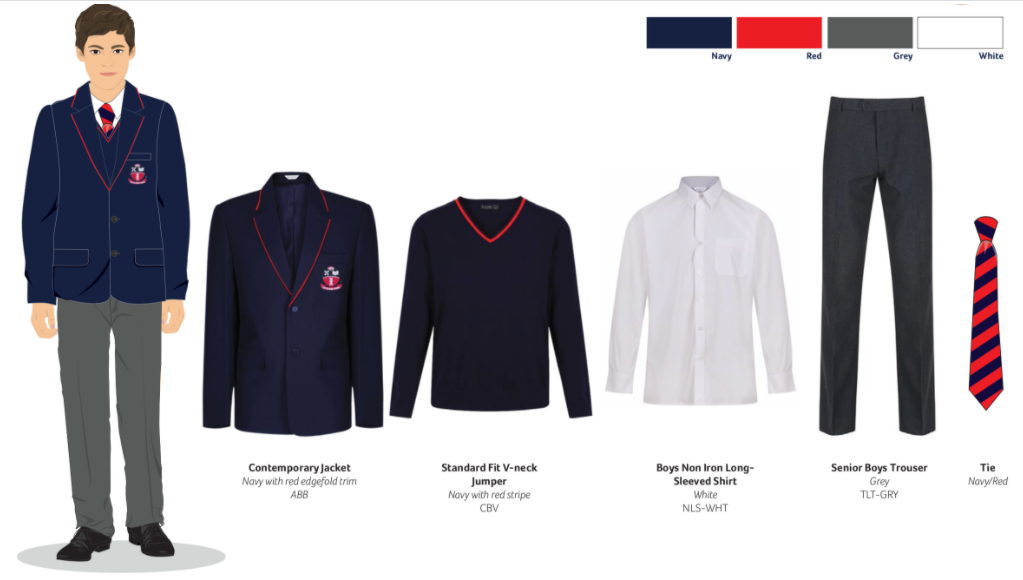 Navy
Red
Grey
White
Contemporary Jacket
Navy with red edgefold trim
ABB
Standard Fit V-neck
Jumper
Navy with red stripe
CBV
Boys Non Iron Long-
Sleeved Shirt
White
NLS-WHT
Senior Boys Trouser
Grey
TLT-GRY
Tie
Navy/Red